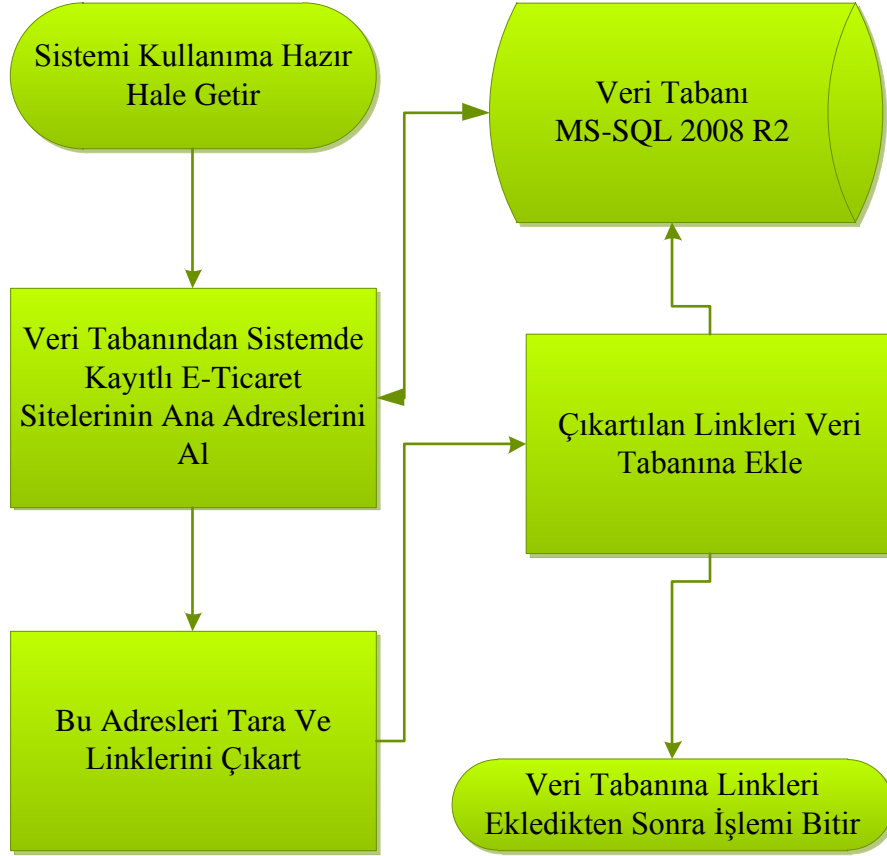 Sistemi Kullanıma Hazır
Hale Getir
Veri Tabanı
MS-SQL 2008 R2
Veri Tabanından Sistemde
Kayıtlı E-Ticaret
Sitelerinin Ana Adreslerini
Al
Çıkartılan Linkleri Veri
Tabanına Ekle
Bu Adresleri Tara Ve
Linklerini Çıkart
Veri Tabanına Linkleri
Ekledikten Sonra İşlemi Bitir